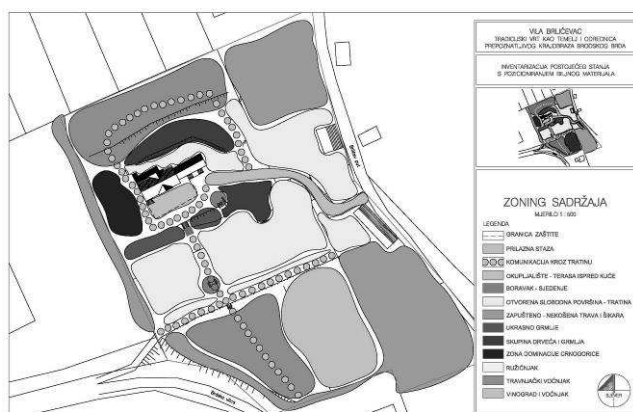 VILA BRLIĆEVAC
TRADICIJSKI VRT KAO TEMELJ I ODREDNICA
PREPOZNATLJIVOG KRAJOBRAZA BRODSKOG BRDA
INVENTARIZACIJA POSTOJEĆEG STANJA
S POZICIONIRANJEM BILJNOG MATERIJALA
ZONING SADRŽAJA
MJERILO 1 : 500
LEGENDA
GRANICA ZAŠTITE
PRILAZNA STAZA
KOMUNIKACIJA KROZ TRATINU
OKUPLJALIŠTE - TERASA ISPRED KUĆE
BORAVAK - SJEDENJE
OTVORENA SLOBODNA POVRŠINA - TRATINA
ZAPUŠTENO - NEKOŠENA TRAVA I ŠIKARA
UKRASNO GRMLJE
SKUPINA DRVEĆA I GRMLJA
ZONA DOMINACIJE CRNOGORICE
RUŽIČNJAK
TRAVNJAČKI VOĆNJAK
VINOGRAD I VOĆNJAK
SJEVER